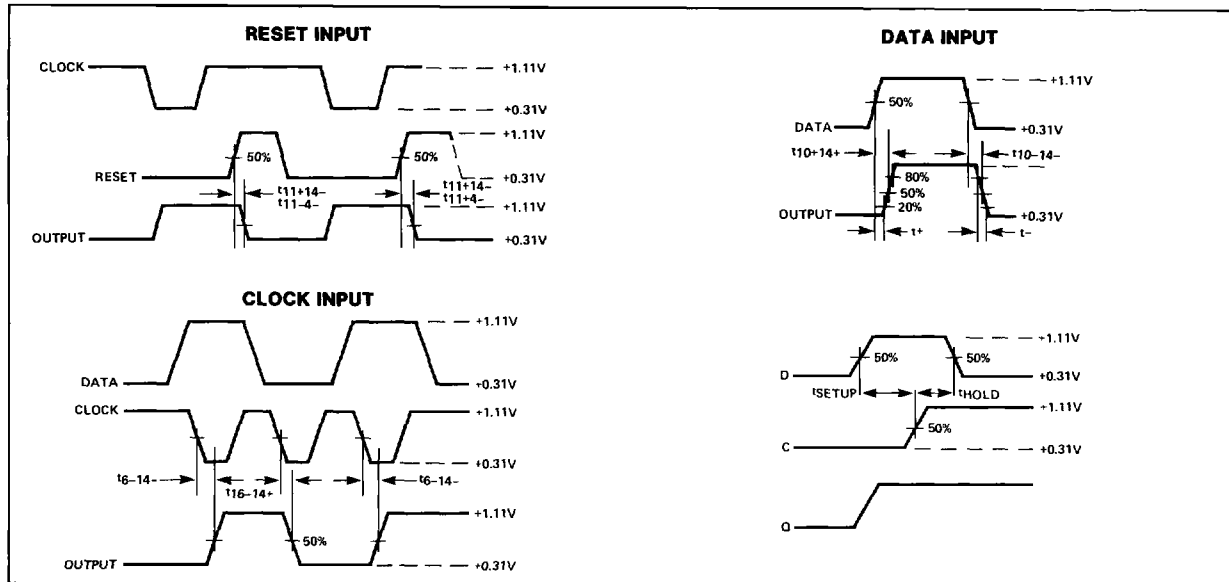 RESET INPUT
CLOCK
+1.11V
+0.31V
+1.11V
50%
50%
RESET
+0.31V
t11+14–
t11–4–
t11+14–
t11+4–
+1.11V
OUTPUT
+0.31V
CLOCK INPUT
+1.11V
DATA
+0.31V
CLOCK
+1.11V
+0.31V
t6–14–
t16–14+
t6–14–
+1.11V
50%
OUTPUT
+0.31V
DATA INPUT
+1.11V
50%
DATA
+0.31V
t10+14+
t10–14–
80%
50%
20%
OUTPUT
+0.31V
t+
t–
+1.11V
50%
50%
D
+0.31V
tSETUP
tHOLD
+1.11V
50%
C
+0.31V
Q